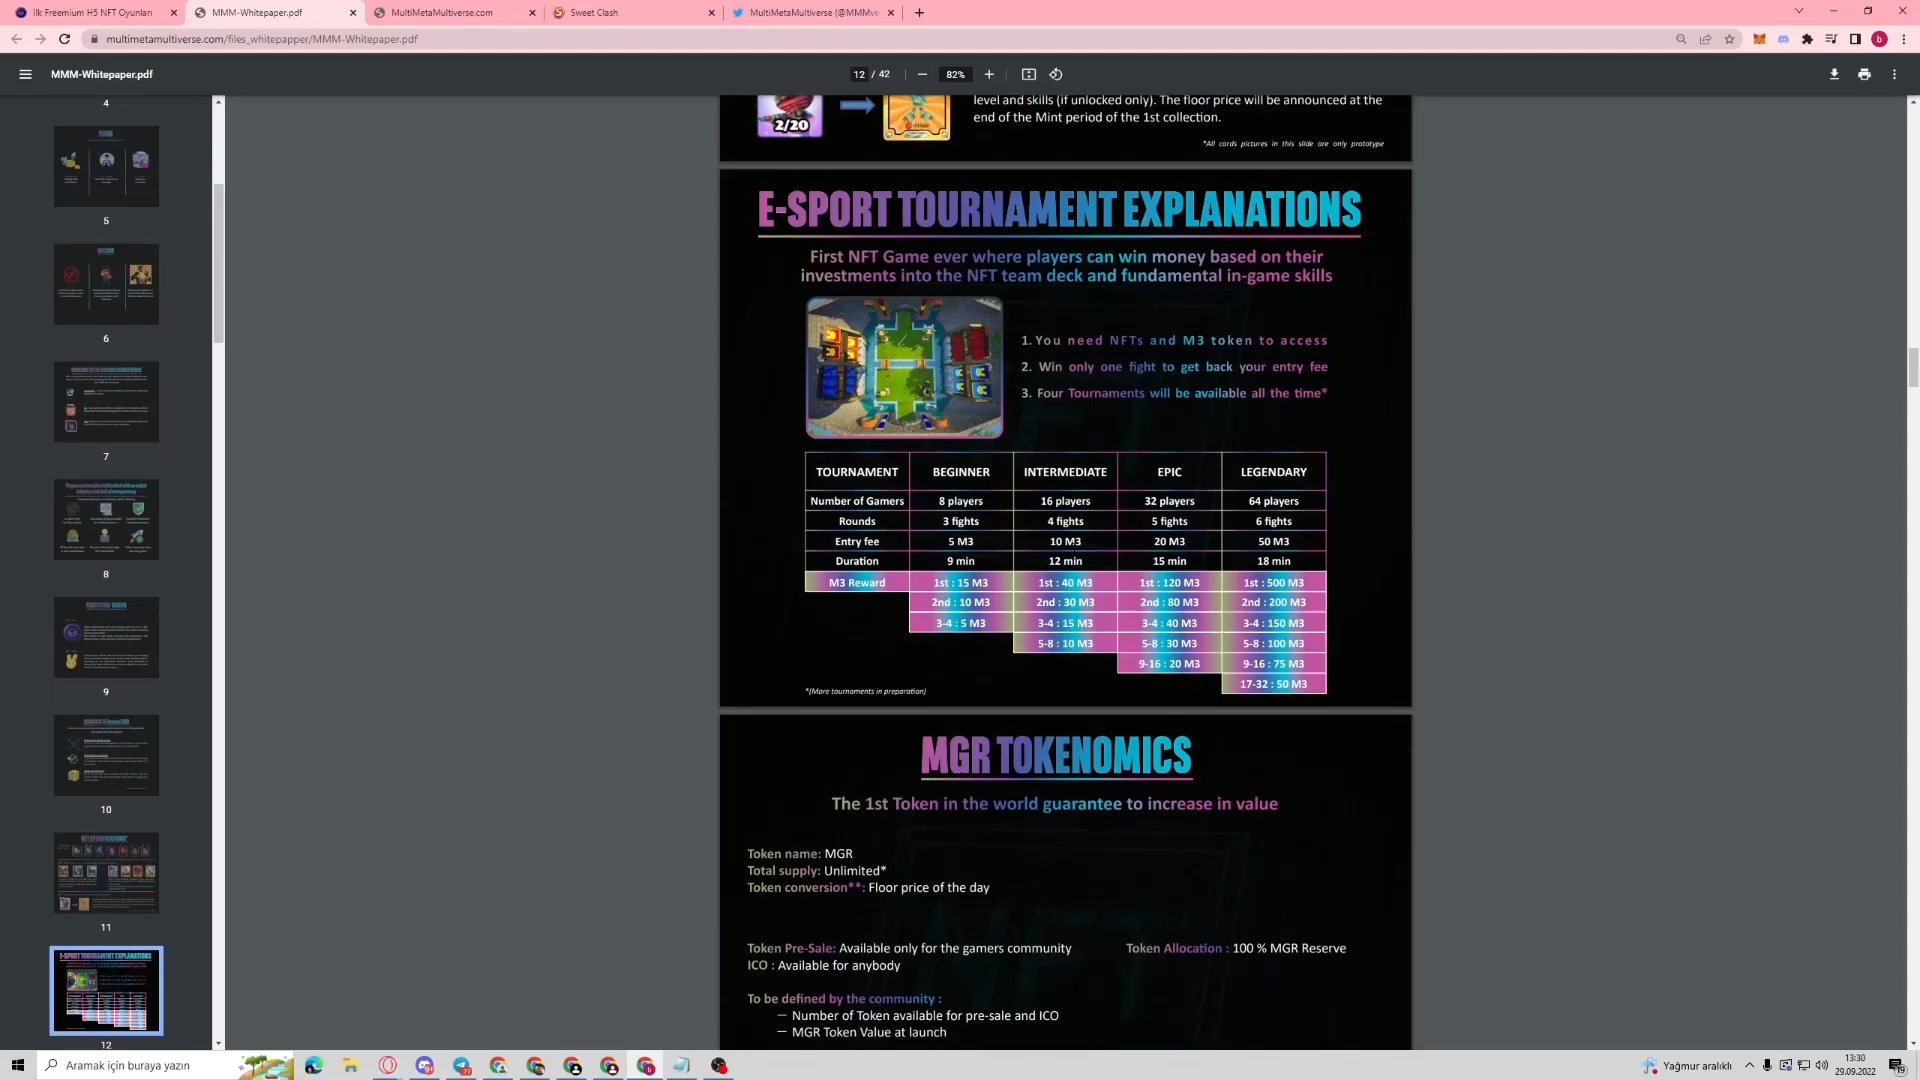 İlk Freemium H5 NFT Oyunları
MMM-Whitepaper.pdf
MultiMetaMultiverse.com
Sweet Clash
MultiMetaMultiverse (@MMMve
multimetamultiverse.com/files_whitepapper/MMM-Whitepaper.pdf
b
MMM-Whitepaper.pdf
12 / 42
82%
4
5
6
7
8
9
10
11
12
2/20
level and skills (if unlocked only). The floor price will be announced at the
end of the Mint period of the 1st collection.
*All cards pictures in this slide are only prototype
E-SPORT TOURNAMENT EXPLANATIONS
First NFT Game ever where players can win money based on their
investments into the NFT team deck and fundamental in-game skills
1. You need NFTs and M3 token to access
2. Win only one fight to get back your entry fee
3. Four Tournaments will be available all the time*
TOURNAMENT BEGINNER INTERMEDIATE EPIC LEGENDARY
Number of Gamers 8 players 16 players 32 players 64 players
Rounds 3 fights 4 fights 5 fights 6 fights
Entry fee 5 M3 10 M3 20 M3 50 M3
Duration 9 min 12 min 15 min 18 min
M3 Reward 1st : 15 M3 1st : 40 M3 1st : 120 M3 1st : 500 M3
2nd : 10 M3 2nd : 30 M3 2nd : 80 M3 2nd : 200 M3
3-4 : 5 M3 3-4 : 15 M3 3-4 : 40 M3 3-4 : 150 M3
5-8 : 10 M3 5-8 : 30 M3 5-8 : 100 M3
9-16 : 20 M3 9-16 : 75 M3
17-32 : 50 M3
*(More tournaments in preparation)
MGR TOKENOMICS
The 1st Token in the world guarantee to increase in value
Token name: MGR
Total supply: Unlimited*
Token conversion**: Floor price of the day
Token Pre-Sale: Available only for the gamers community
Token Allocation : 100 % MGR Reserve
ICO : Available for anybody
To be defined by the community :
— Number of Token available for pre-sale and ICO
— MGR Token Value at launch
Aramak için buraya yazın
Yağmur aralıklı
13:30
29.09.2022